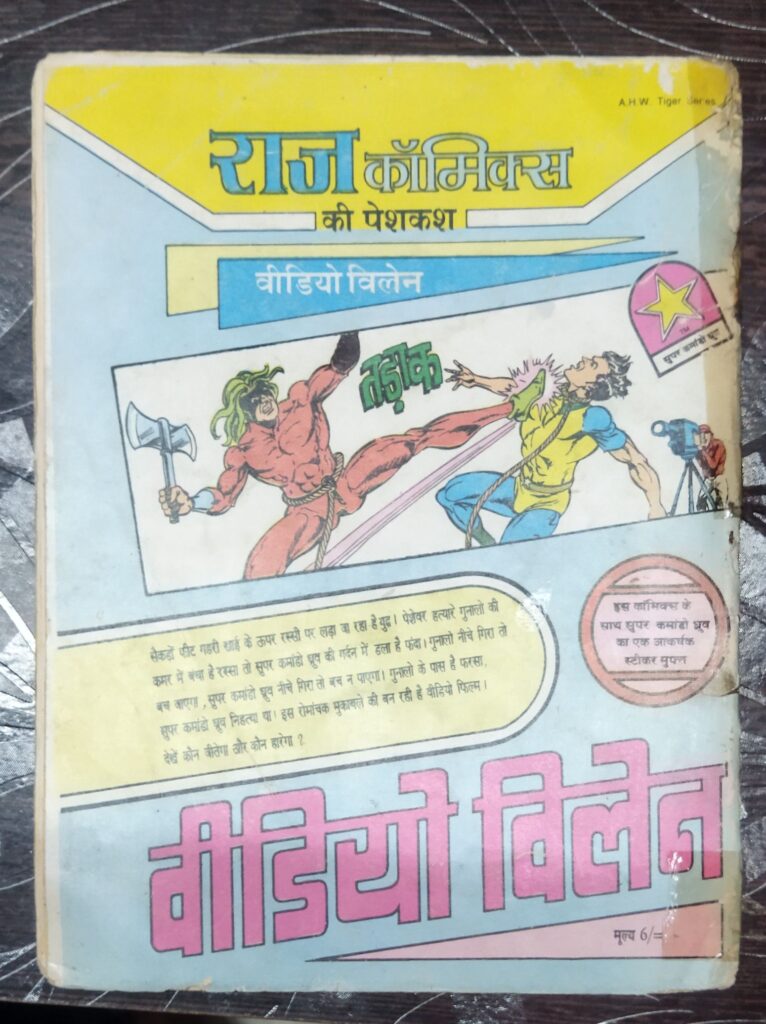 A.H.W. Tiger Series
राज कॉमिक्स
की पेशकश
वीडियो विलेन
तड़ाक
TM
सुपर कमांडो ध्रुव
इस कॉमिक्स के
साथ सुपर कमांडो ध्रुव
का एक आकर्षक
स्टीकर मुफ्त
सैकड़ों फीट गहरी खाई के ऊपर रस्सी पर लड़ा जा रहा है युद्ध। पेशेवर हत्यारे गुनालो की
कमर में बंधा है रस्सा तो सुपर कमांडो ध्रुव की गर्दन में डला है फंदा। गुनालो नीचे गिरा तो
बच जाएगा, सुपर कमांडो ध्रुव नीचे गिरा तो बच न पाएगा। गुनालो के पास है फरसा,
सुपर कमांडो ध्रुव निहत्था था। इस रोमांचक मुकाबले की बन रही है वीडियो फिल्म।
देखें कौन जीतेगा और कौन हारेगा ?
वीडियो विलेन
मूल्य 6/=